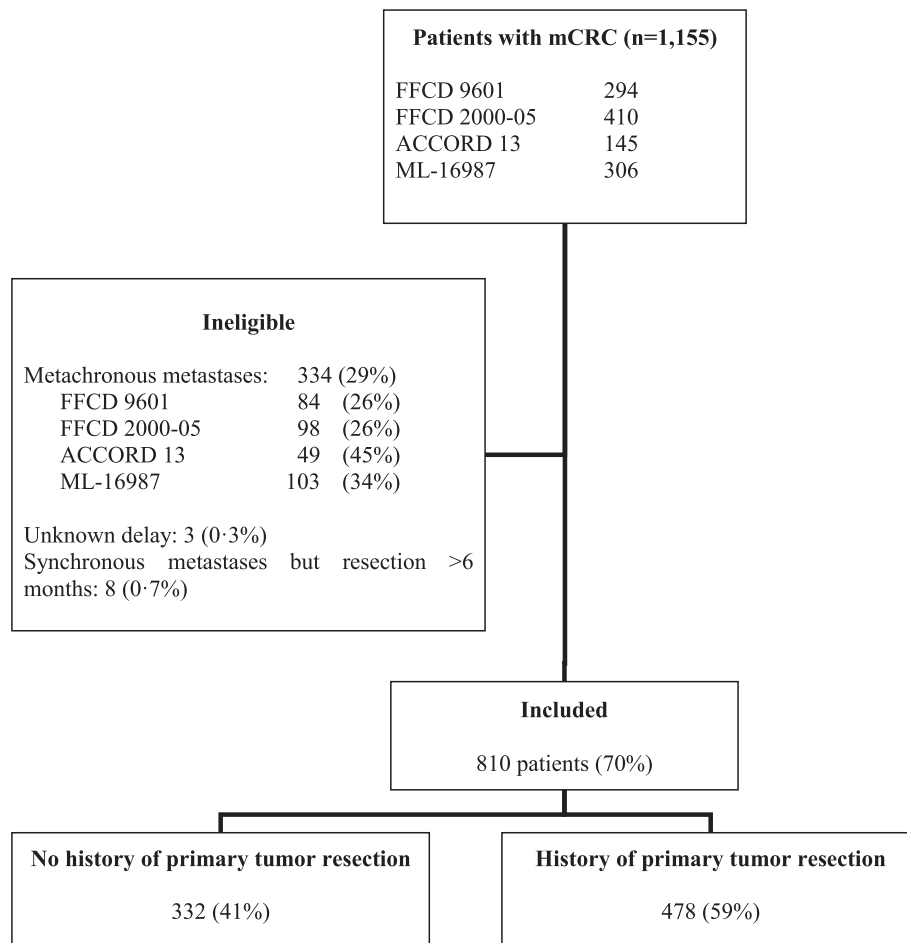 Patients with mCRC (n=1,155)
FFCD 9601 294
FFCD 2000-05 410
ACCORD 13 145
ML-16987 306
Ineligible
Metachronous metastases: 334 (29%)
FFCD 9601 84 (26%)
FFCD 2000-05 98 (26%)
ACCORD 13 49 (45%)
ML-16987 103 (34%)
Unknown delay: 3 (0·3%)
Synchronous metastases but resection >6
months: 8 (0·7%)
Included
810 patients (70%)
No history of primary tumor resection
332 (41%)
History of primary tumor resection
478 (59%)